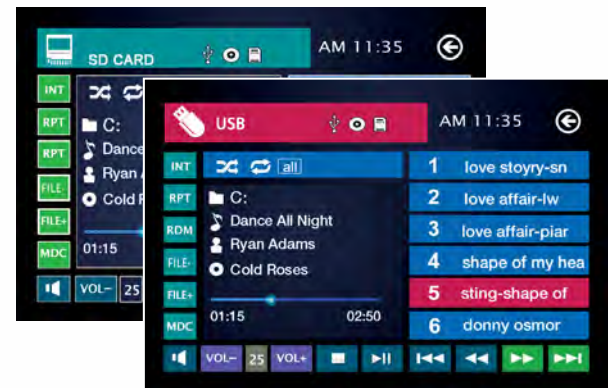 SD CARD
AM 11:35
INT
RPT
C:
RPT
Dance
Ryan
FILE-
Cold
FILE+
MDC
01:15
VOL-
25
USB
AM 11:35
INT
all
1 love stoyry-sn
RPT
C:
2 love affair-lw
RDM
Dance All Night
3 love affair-piar
Ryan Adams
FILE-
Cold Roses
4 shape of my hea
FILE+
5 sting-shape of
MDC
01:15
02:50
6 donny osmor
VOL-
25
VOL+